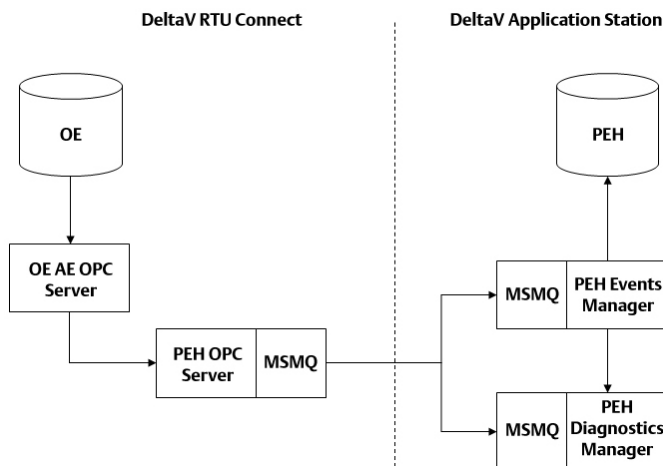 DeltaV RTU Connect
DeltaV Application Station
OE
PEH
OE AE OPC
Server
PEH OPC
Server
MSMQ
MSMQ
PEH Events
Manager
MSMQ
PEH
Diagnostics
Manager